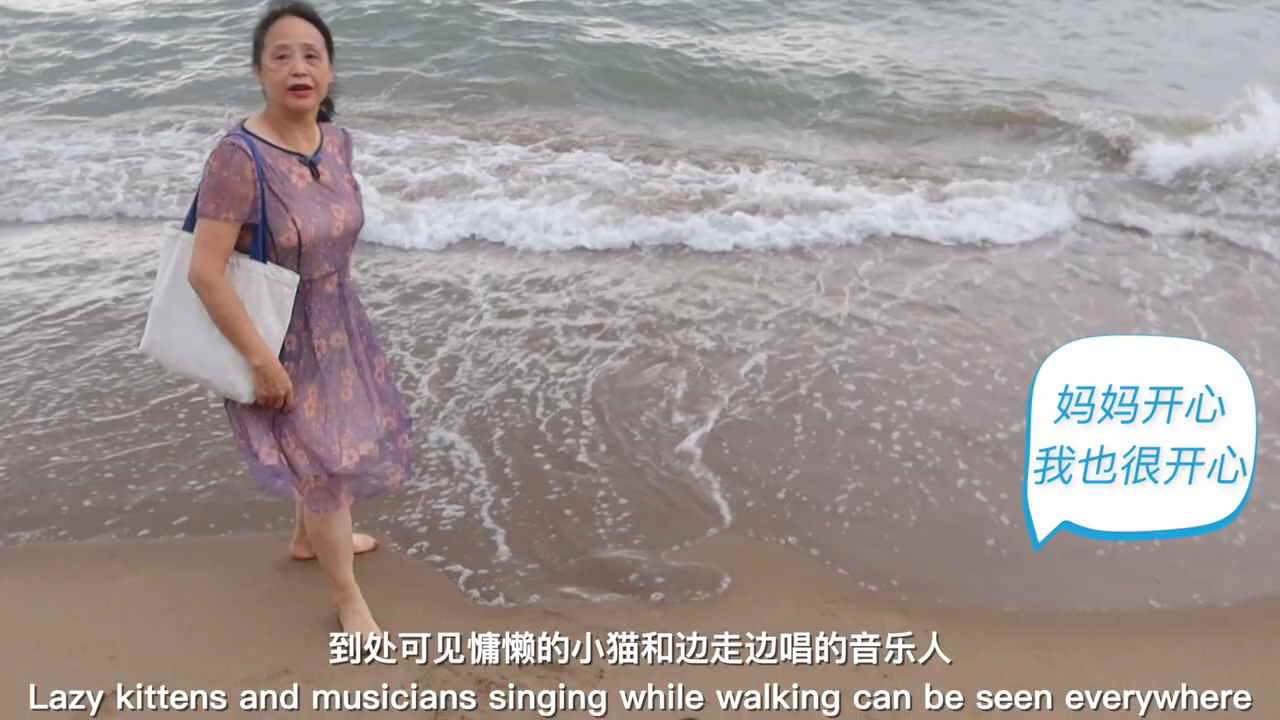 妈妈开心
我也很开心
到处可见慵懒的小猫和边走边唱的音乐人
Lazy kittens and musicians singing while walking can be seen everywhere